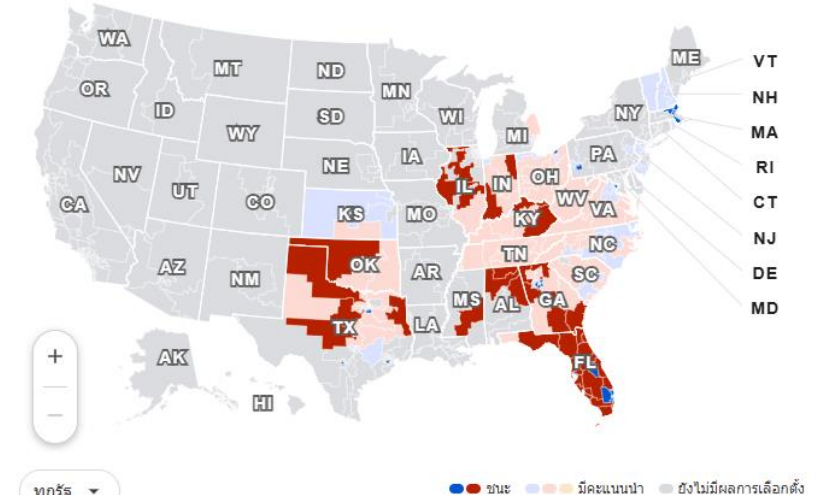 WA
MT
ND
MN
ME
VT
OR
ID
SD
WI
NY
NH
WY
MI
MA
IA
NE
PA
RI
NV
UT
CO
IL
IN
OH
WV
VA
CT
CA
KS
MO
KY
NJ
AZ
NM
OK
AR
TN
NC
SC
DE
MS
AL
GA
MD
TX
LA
FL
AK
HI
+
−
ทุกรัฐ
ชนะ มีคะแนนนำ ยังไม่มีผลการเลือกตั้ง